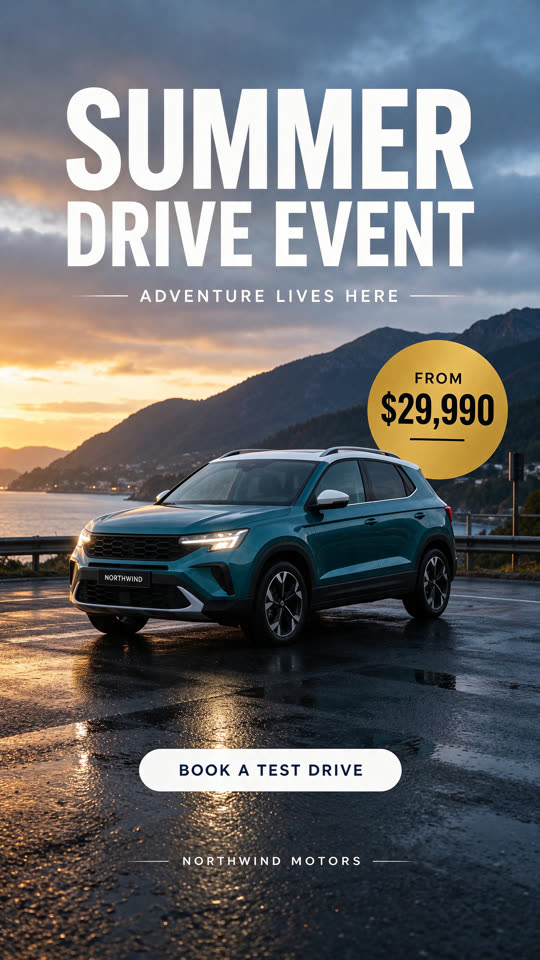 SUMMER
DRIVE EVENT
ADVENTURE LIVES HERE
FROM
$29,990
NORTHWIND
BOOK A TEST DRIVE
NORTHWIND MOTORS